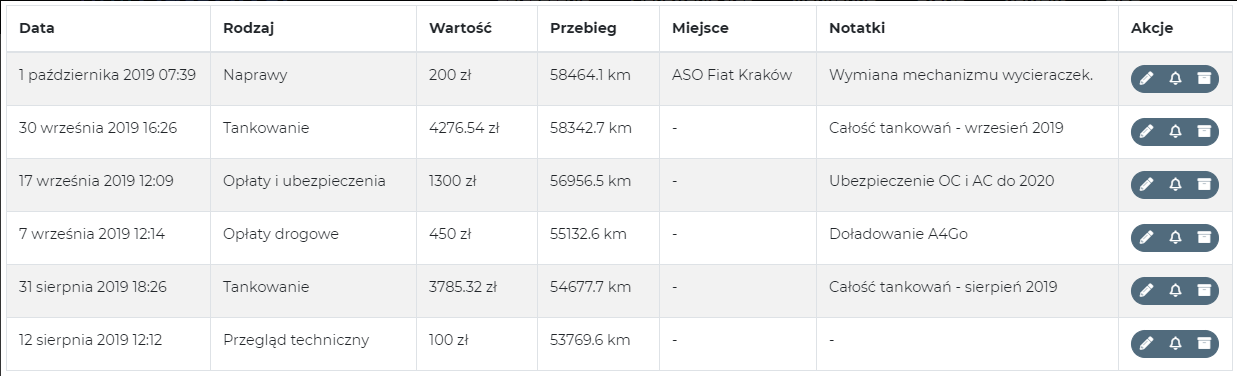 Data Rodzaj Wartość Przebieg Miejsce Notatki Akcje
1 października 2019 07:39 Naprawy 200 zł 58464.1 km ASO Fiat Kraków Wymiana mechanizmu wycieraczek.
30 września 2019 16:26 Tankowanie 4276.54 zł 58342.7 km - Całość tankowań - wrzesień 2019
17 września 2019 12:09 Opłaty i ubezpieczenia 1300 zł 56956.5 km - Ubezpieczenie OC i AC do 2020
7 września 2019 12:14 Opłaty drogowe 450 zł 55132.6 km - Doładowanie A4Go
31 sierpnia 2019 18:26 Tankowanie 3785.32 zł 54677.7 km - Całość tankowań - sierpień 2019
12 sierpnia 2019 12:12 Przegląd techniczny 100 zł 53769.6 km - -